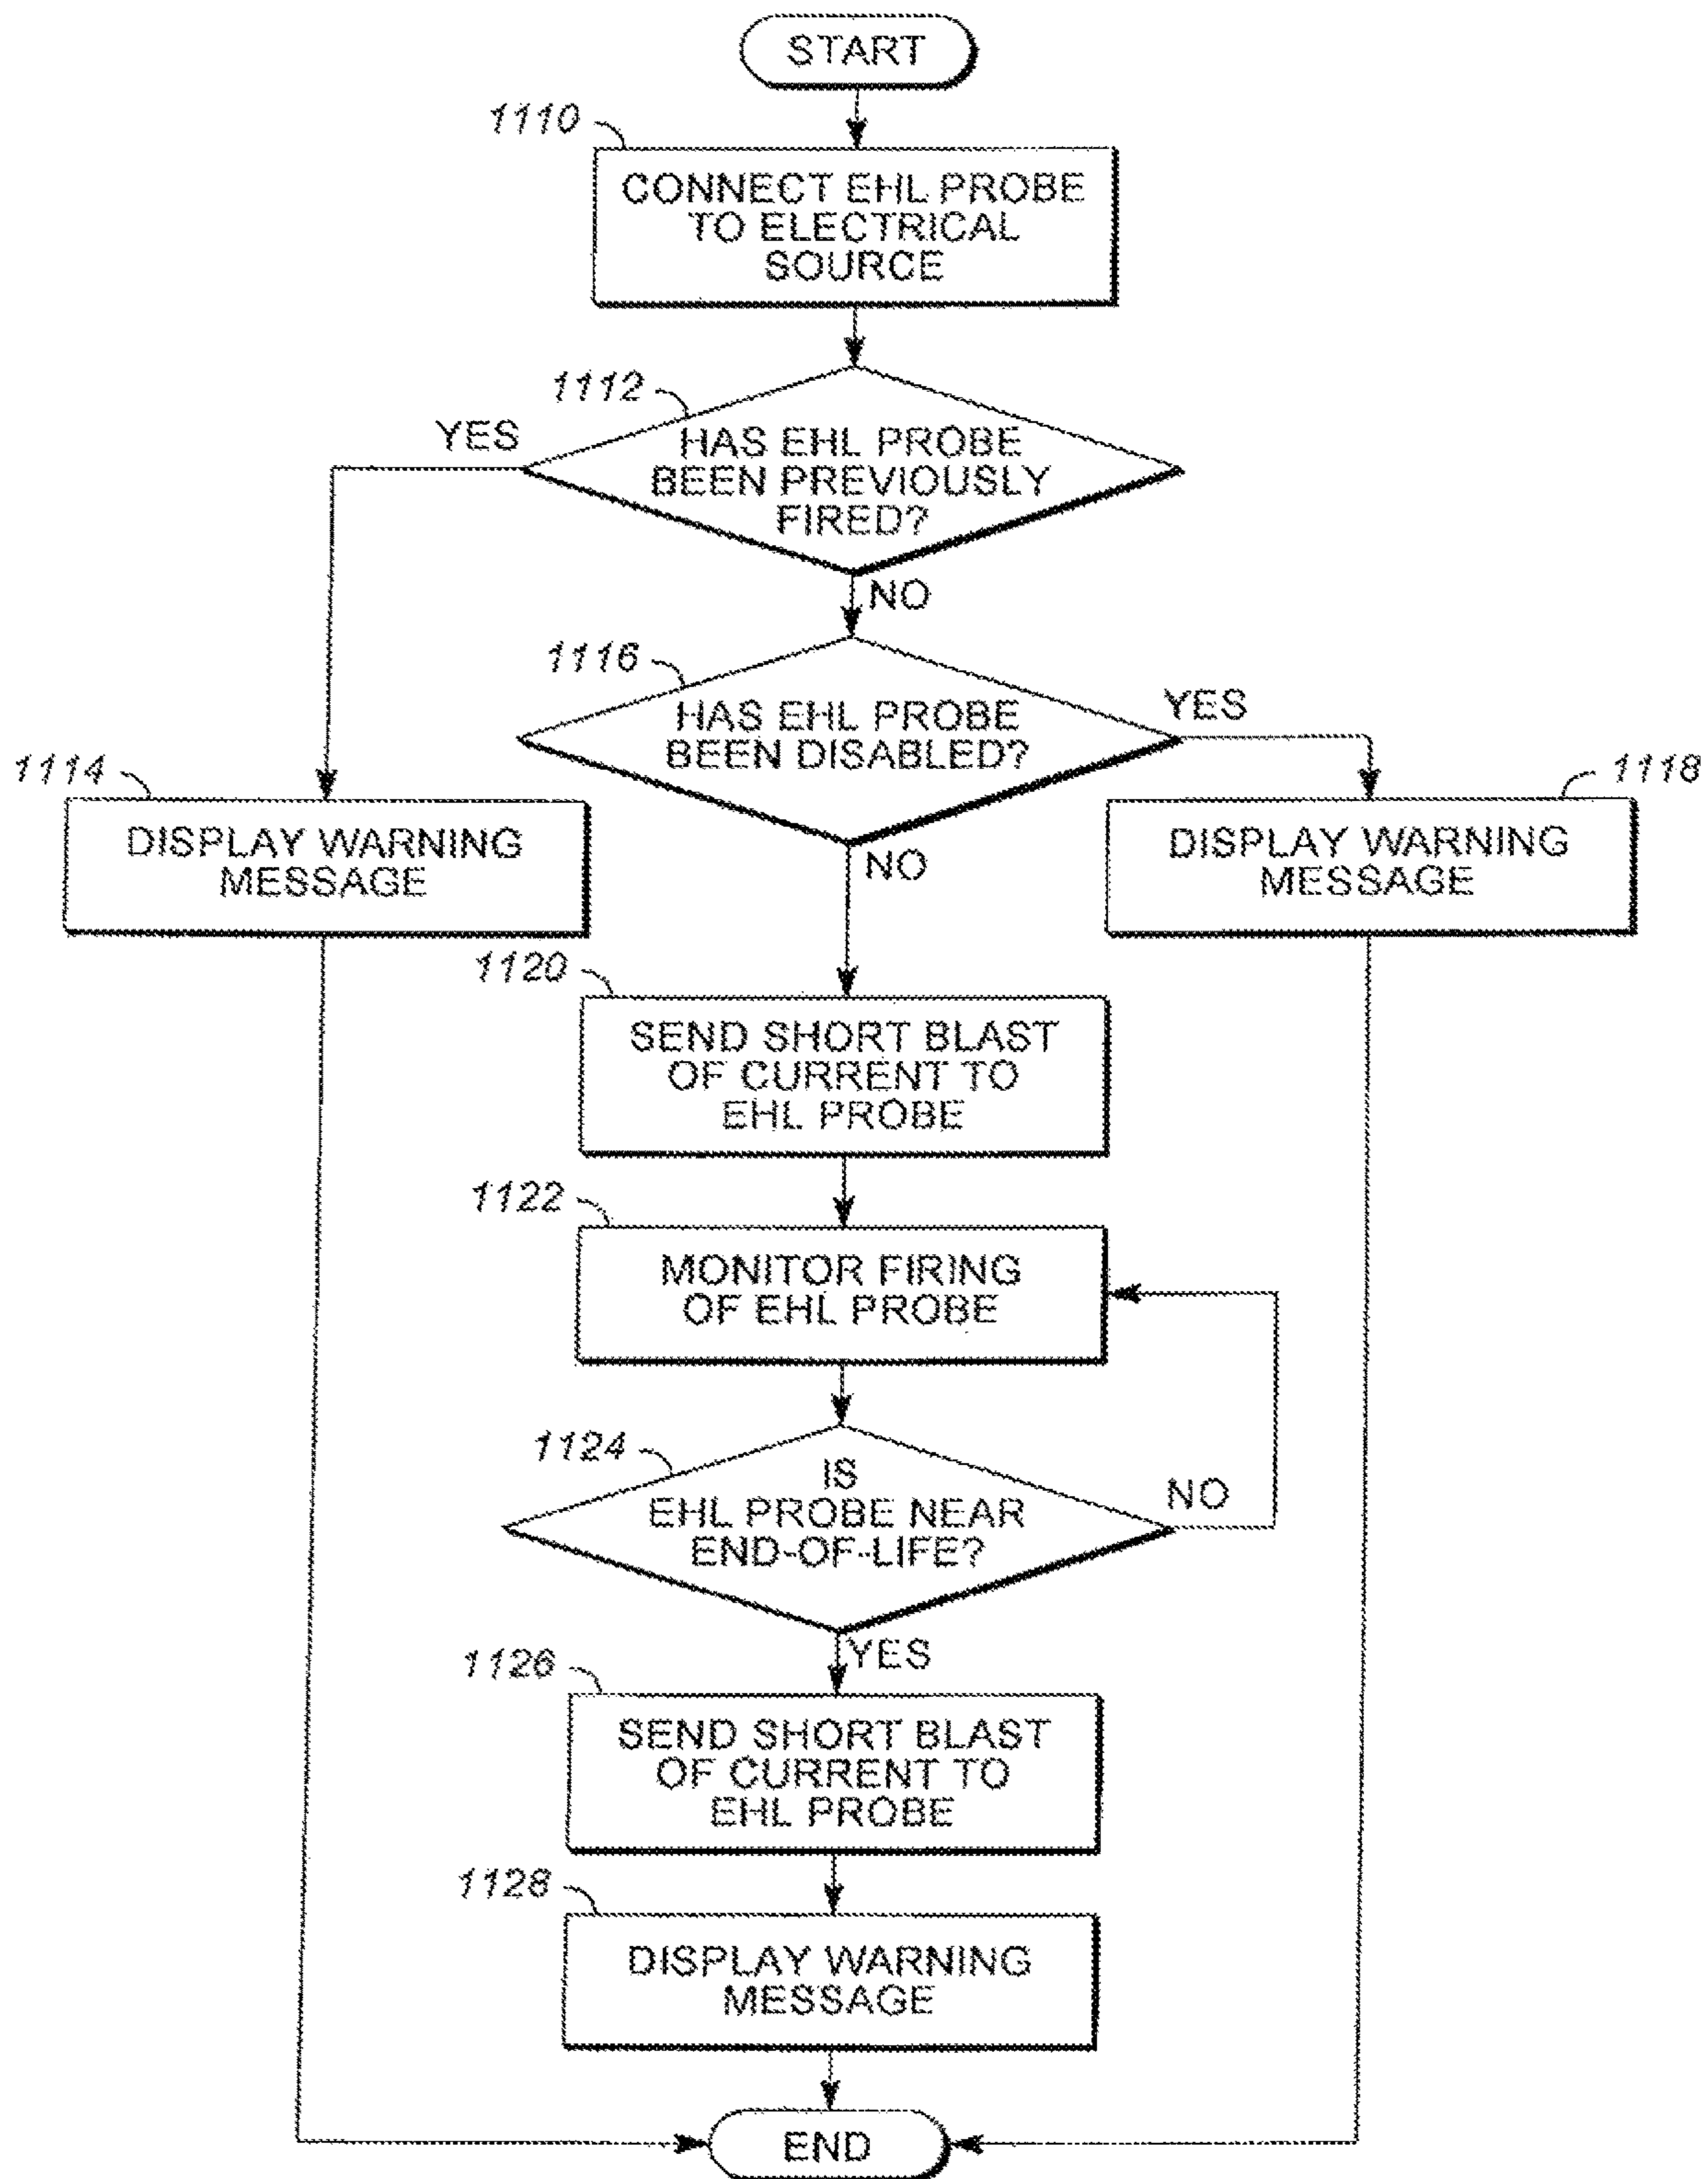 START
1110
CONNECT EHL PROBE
TO ELECTRICAL
SOURCE
1112
YES
HAS EHL PROBE
BEEN PREVIOUSLY
FIRED?
NO
1116
HAS EHL PROBE
BEEN DISABLED?
YES
NO
1114
DISPLAY WARNING
MESSAGE
1118
DISPLAY WARNING
MESSAGE
1120
SEND SHORT BLAST
OF CURRENT TO
EHL PROBE
1122
MONITOR FIRING
OF EHL PROBE
1124
IS
EHL PROBE NEAR
END-OF-LIFE?
NO
YES
1126
SEND SHORT BLAST
OF CURRENT TO
EHL PROBE
1128
DISPLAY WARNING
MESSAGE
END